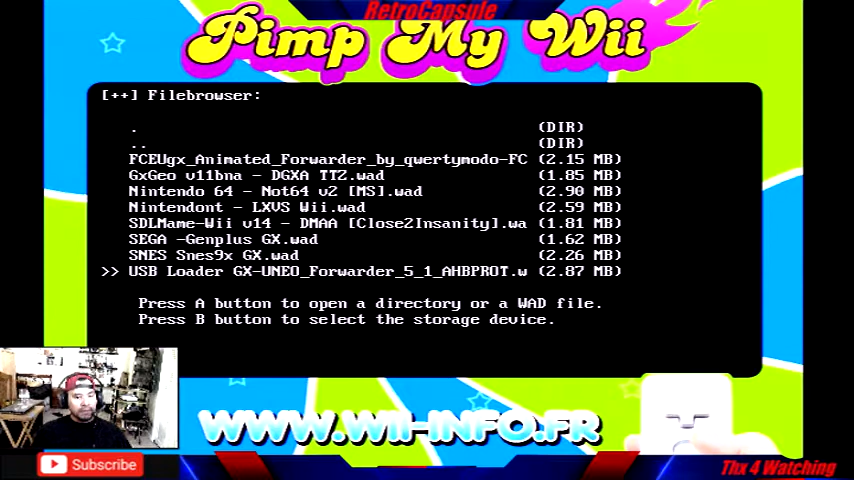 RetroCapsule
Pimp My Wii
[++] Filebrowser:
. (DIR)
.. (DIR)
FCEUgx_Animated_Forwarder_by_qwertymodo-FC (2.15 MB)
GxGeo v11bna - DGXA TTZ.wad (1.85 MB)
Nintendo 64 - Not64 v2 [MS].wad (2.90 MB)
Nintendont - LXVS Wii.wad (2.59 MB)
SDLMame-Wii v14 - DMAA [Close2Insanity].wa (1.81 MB)
SEGA -Genplus GX.wad (1.62 MB)
SNES Snes9x GX.wad (2.26 MB)
>> USB Loader GX-UNEO_Forwarder_5_1_AHBPROT.w (2.87 MB)
Press A button to open a directory or a WAD file.
Press B button to select the storage device.
WWW.WII-INFO.FR
Subscribe
Thx 4 Watching